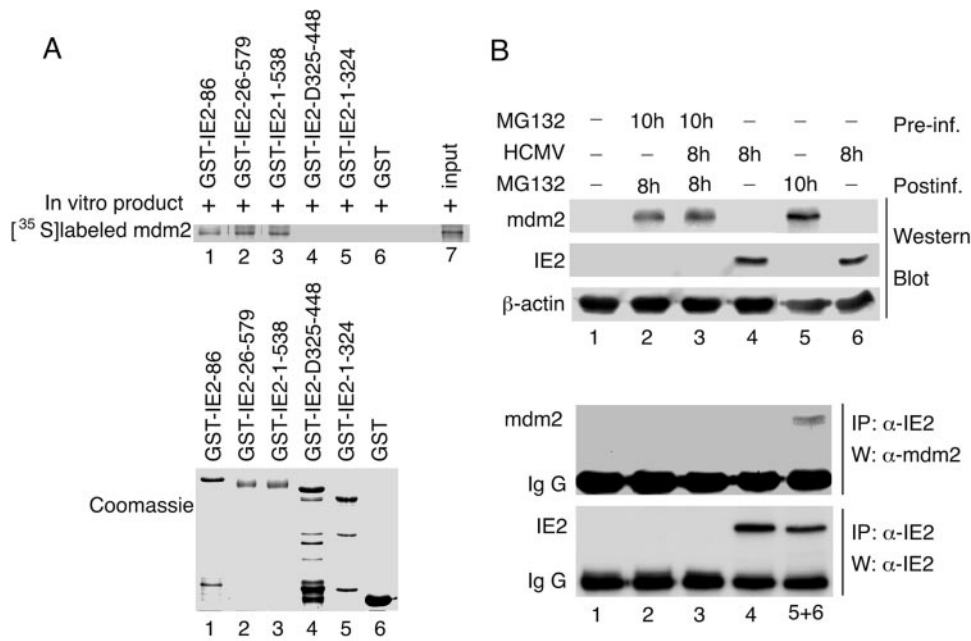 A
GST-IE2-86
GST-IE2-26-579
GST-IE2-1-538
GST-IE2-D325-448
GST-IE2-1-324
GST
input
In vitro product + + + + + + +
[35 S]labeled mdm2
1 2 3 4 5 6 7
GST-IE2-86
GST-IE2-26-579
GST-IE2-1-538
GST-IE2-D325-448
GST-IE2-1-324
GST
Coomassie
1 2 3 4 5 6
B
MG132 – 10h 10h – – – Pre-inf.
HCMV – – 8h 8h – 8h
MG132 – 8h 8h – 10h – Postinf.
mdm2
Western
IE2
Blot
β-actin
1 2 3 4 5 6
mdm2
IP: α-IE2
W: α-mdm2
Ig G
IE2
IP: α-IE2
W: α-IE2
Ig G
1 2 3 4 5+6